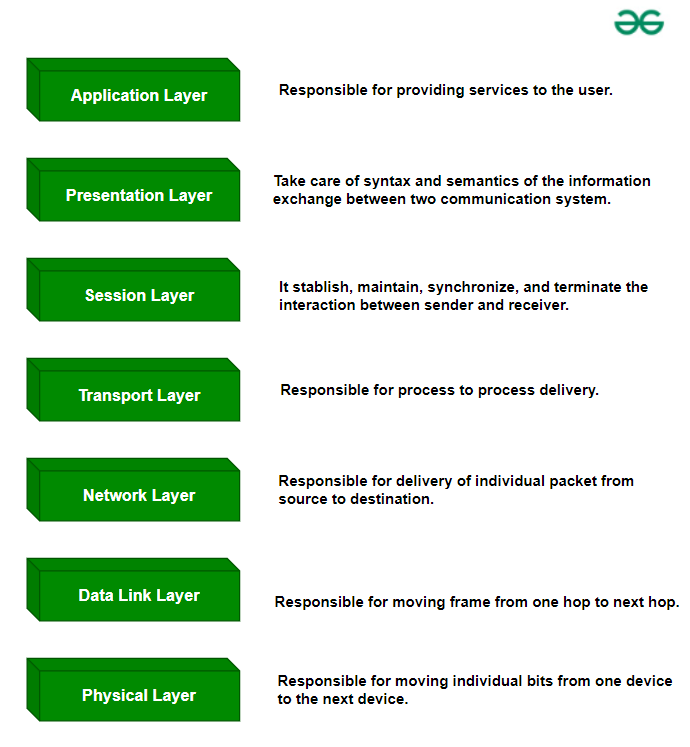 Application Layer
Responsible for providing services to the user.
Presentation Layer
Take care of syntax and semantics of the information
exchange between two communication system.
Session Layer
It stablish, maintain, synchronize, and terminate the
interaction between sender and receiver.
Transport Layer
Responsible for process to process delivery.
Network Layer
Responsible for delivery of individual packet from
source to destination.
Data Link Layer
Responsible for moving frame from one hop to next hop.
Physical Layer
Responsible for moving individual bits from one device
to the next device.